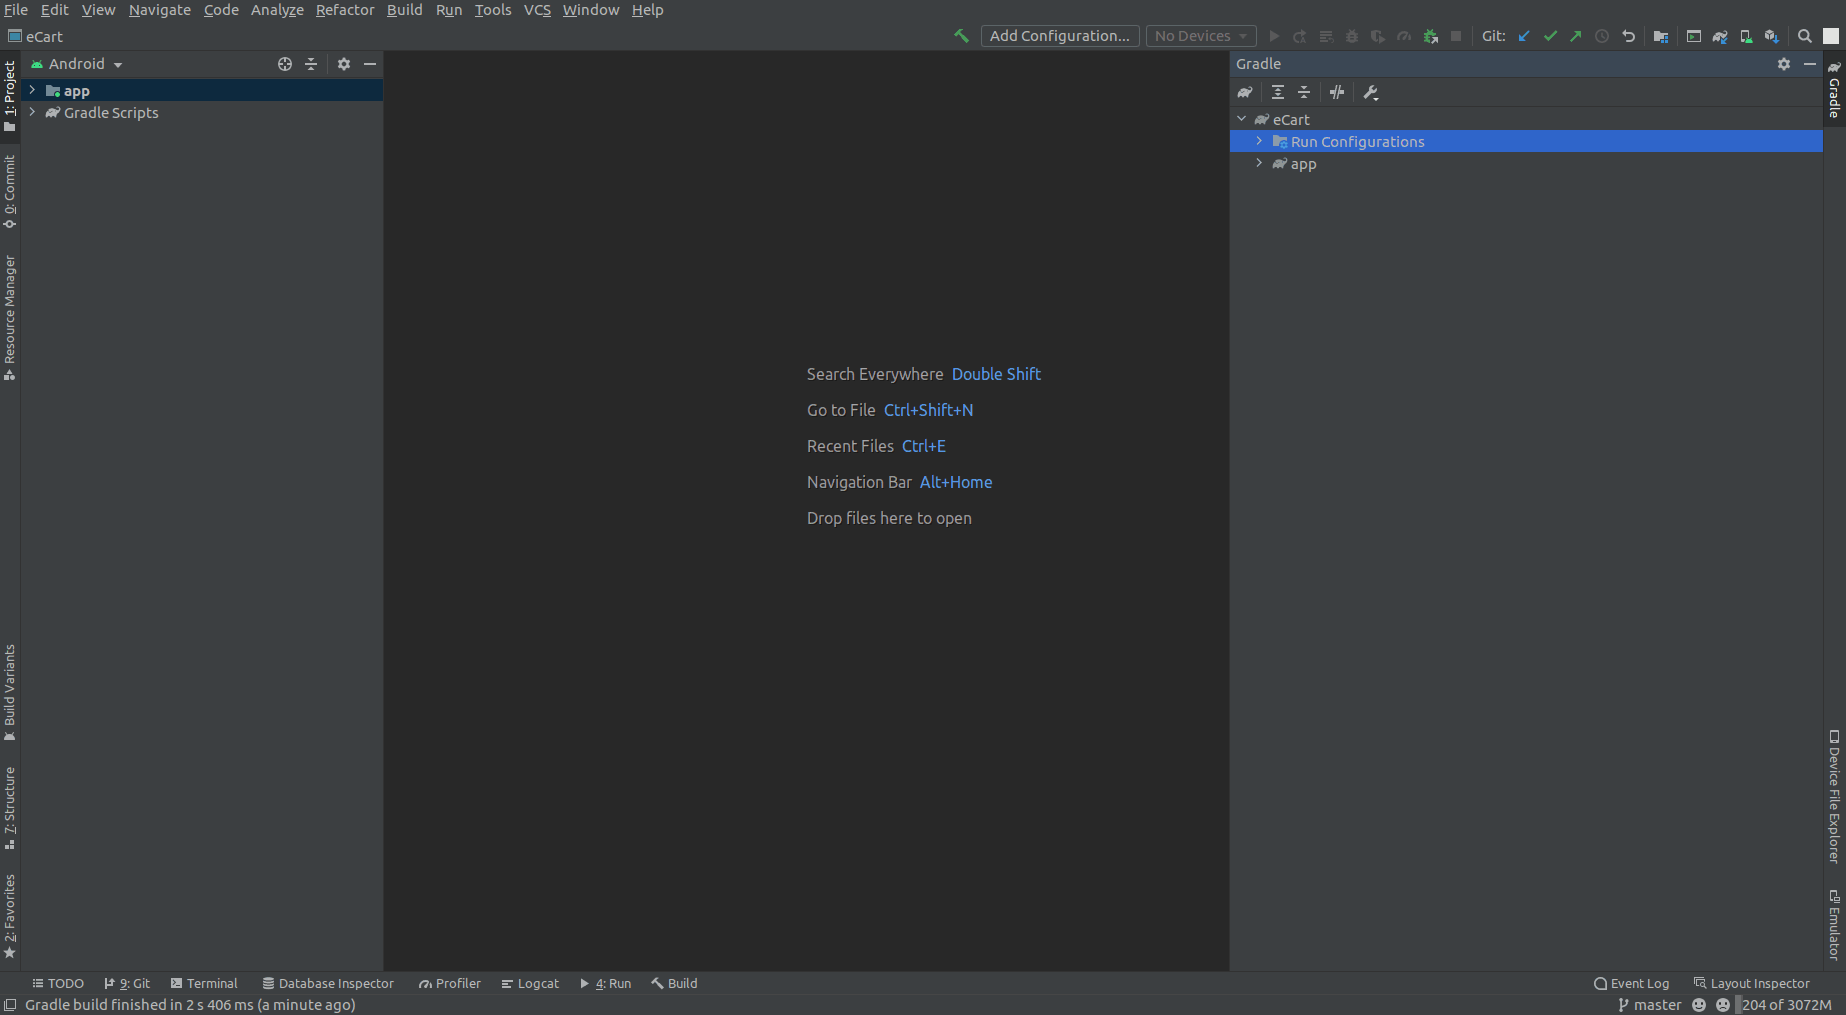 File Edit View Navigate Code Analyze Refactor Build Run Tools VCS Window Help
eCart
Add Configuration...
No Devices
Git:
1: Project
0: Commit
Resource Manager
Build Variants
7: Structure
2: Favorites
Android
app
Gradle Scripts
Search Everywhere Double Shift
Go to File Ctrl+Shift+N
Recent Files Ctrl+E
Navigation Bar Alt+Home
Drop files here to open
Gradle
eCart
Run Configurations
app
Gradle
Device File Explorer
Emulator
TODO 9: Git Terminal Database Inspector Profiler Logcat 4: Run Build Event Log Layout Inspector
Gradle build finished in 2 s 406 ms (a minute ago) master 204 of 3072M